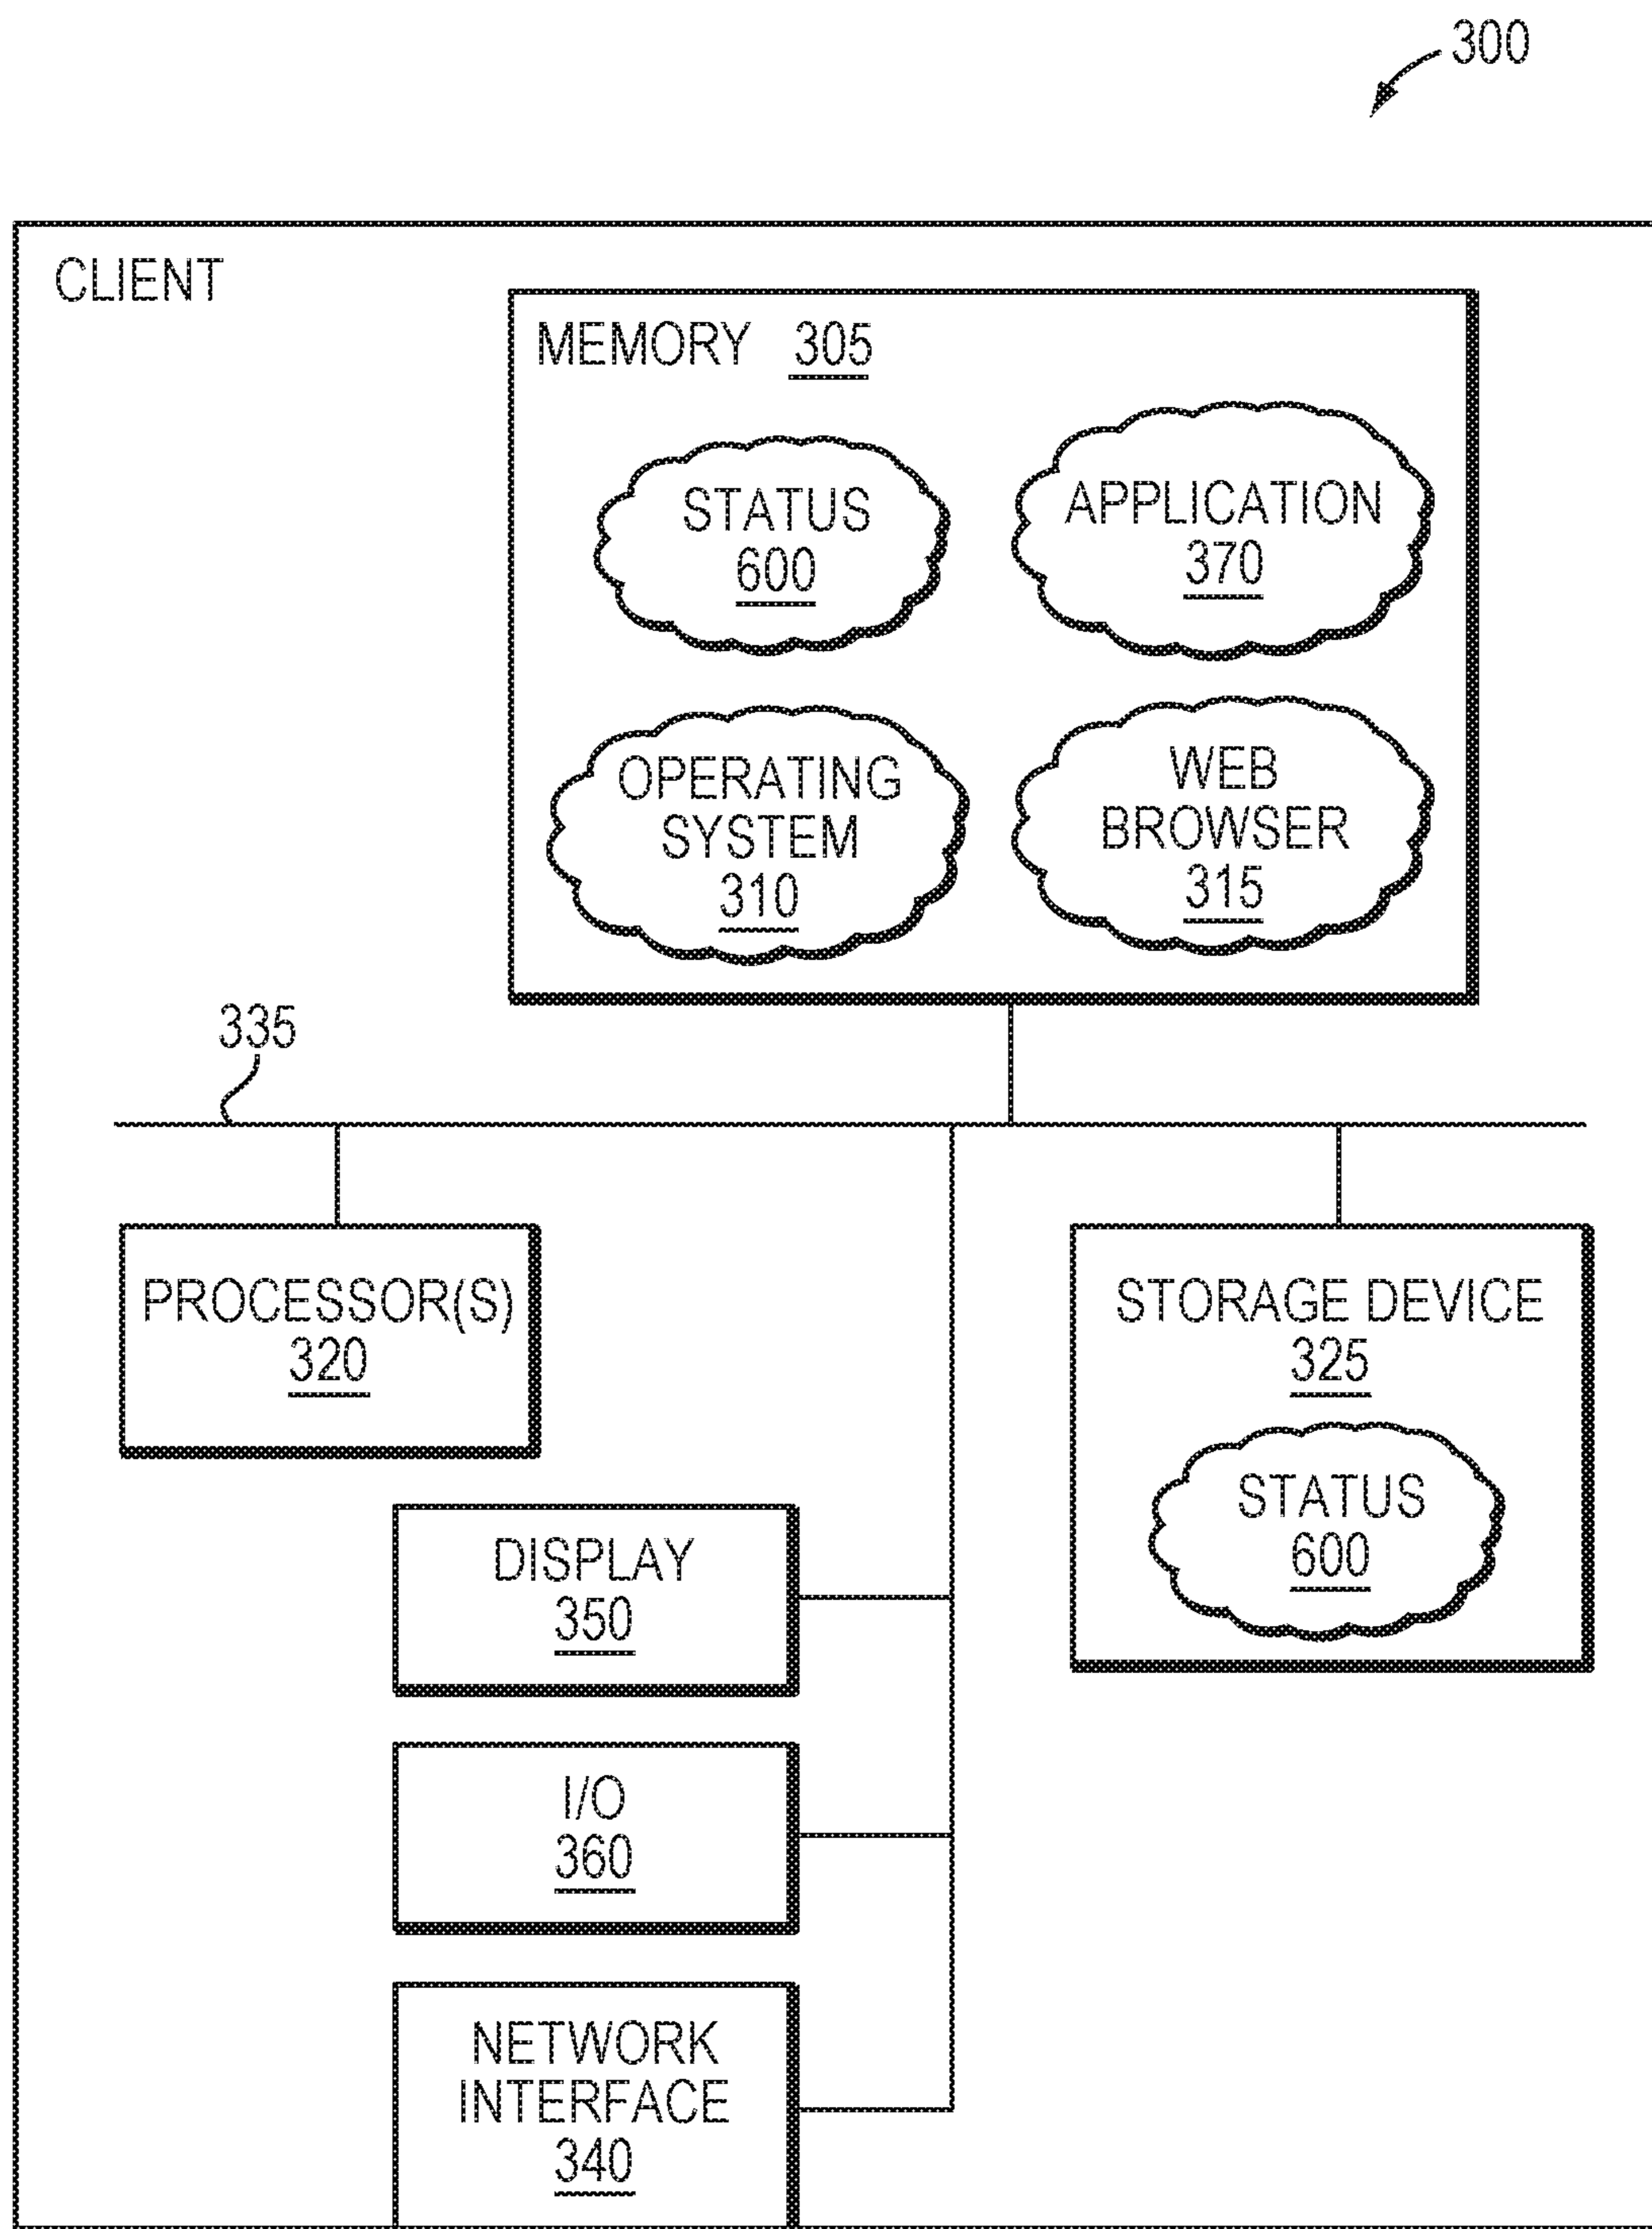 300
CLIENT
MEMORY 305
STATUS
600
APPLICATION
370
OPERATING
SYSTEM
310
WEB
BROWSER
315
335
PROCESSOR(S)
320
STORAGE DEVICE
325
STATUS
600
DISPLAY
350
I/O
360
NETWORK
INTERFACE
340